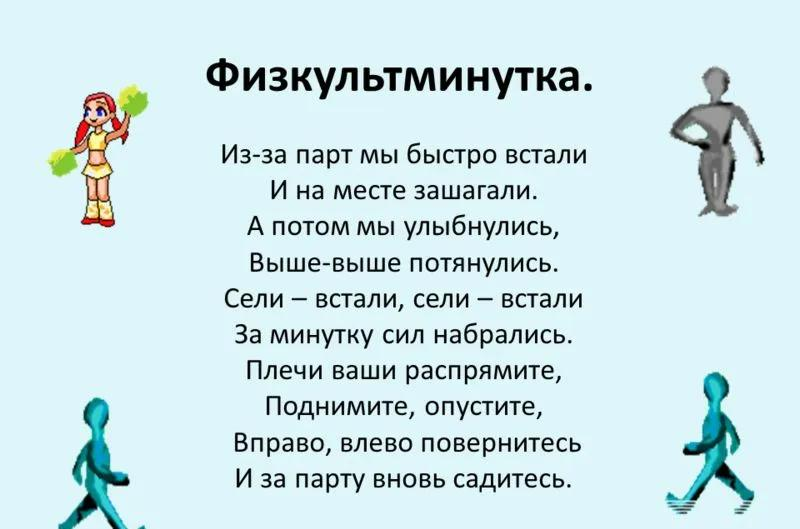 Физкультминутка.
Из-за парт мы быстро встали
И на месте зашагали.
А потом мы улыбнулись,
Выше-выше потянулись.
Сели – встали, сели – встали
За минутку сил набрались.
Плечи ваши распрямите,
Поднимите, опустите,
Вправо, влево повернитесь
И за парту вновь садитесь.